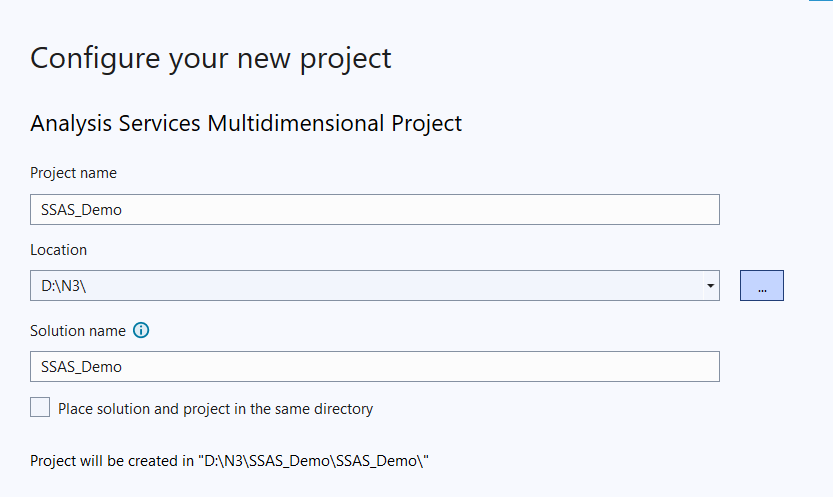 Configure your new project
Analysis Services Multidimensional Project
Project name
SSAS_Demo
Location
D:\N3\
...
Solution name
SSAS_Demo
Place solution and project in the same directory
Project will be created in "D:\N3\SSAS_Demo\SSAS_Demo\"